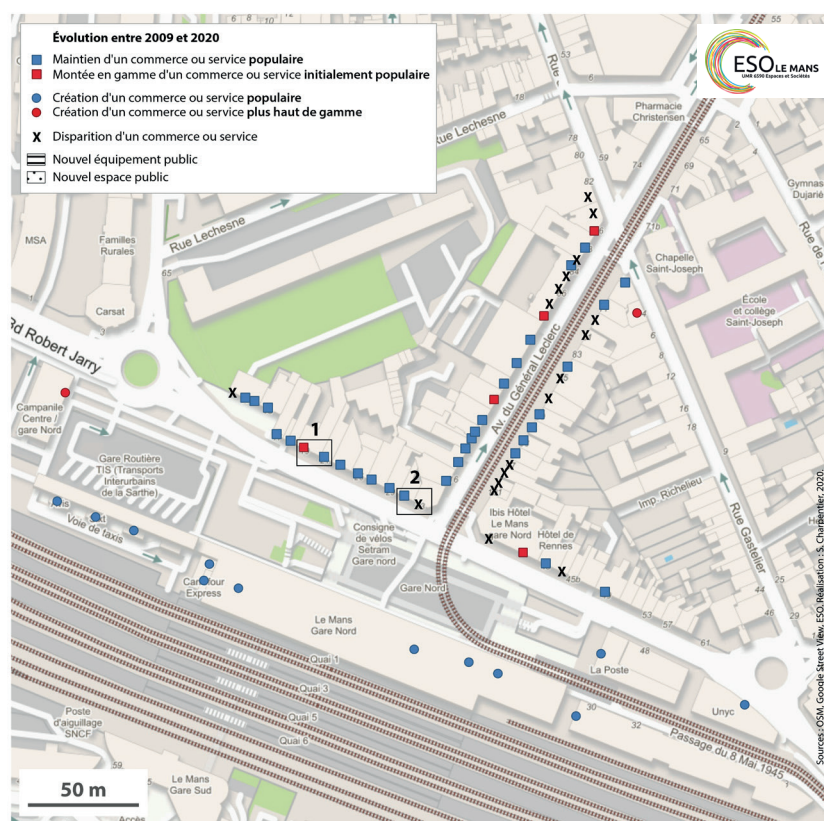 Évolution entre 2009 et 2020
Maintien d'un commerce ou service populaire
Montée en gamme d'un commerce ou service initialement populaire
Création d'un commerce ou service populaire
Création d'un commerce ou service plus haut de gamme
X Disparition d'un commerce ou service
Nouvel équipement public
Nouvel espace public
ESO LE MANS
UMR 6590 Espaces et Sociétés
Rue Lechesne
Pharmacie
Christensen
Gymnas
Dujarie
MSA
Familles
Rurales
Carsat
Rue Lechesne
Chapelle
Saint-Joseph
École
et collège
Saint-Joseph
Bd Robert Jarry
Av. du Général Leclerc
Campanile
Centre /
gare Nord
Gare Routière
TIS (Transports
Interurbains
de la Sarthe)
1
2
Imp. Richelieu
Rue Gastelier
Voie de taxis
Consigne
de vélos
Setram
Gare nord
Ibis Hôtel
Le Mans
Gare Nord
Hôtel de
Rennes
45b
Carrefour
Express
Gare Nord
Le Mans
Gare Nord
La Poste
Unyc
Quai 1
Quai 3
Quai 5
Quai 6
Passage du 8 Mai 1945
Poste
d'aiguillage
SNCF
Le Mans
Gare Sud
Accès
50 m
Sources : OSM, Google Street View, ESO. Réalisation : S. Charpentier, 2020.